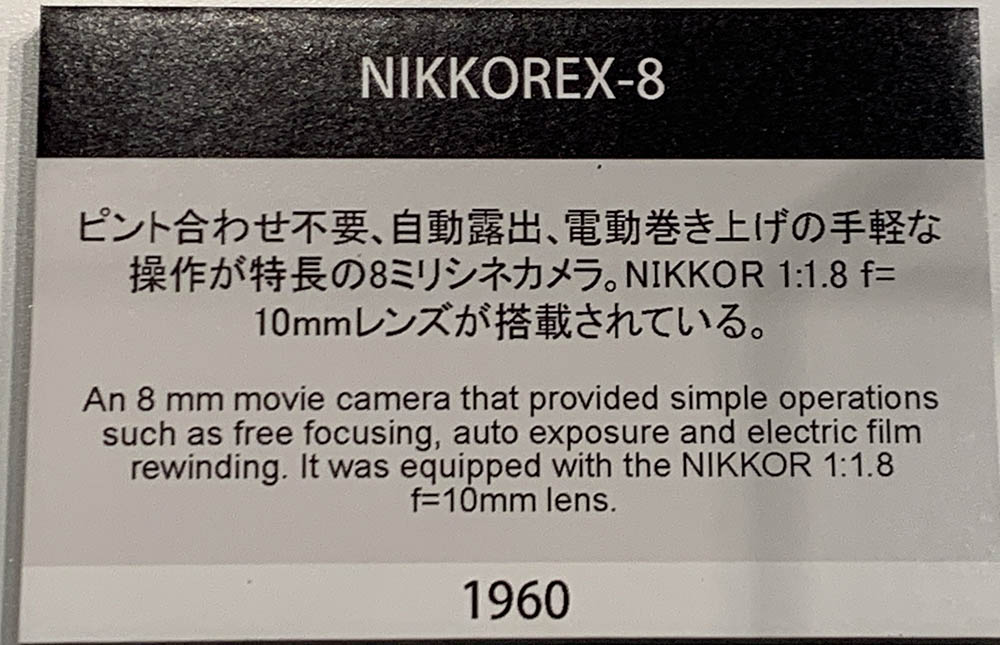 NIKKOREX-8
ピント合わせ不要、自動露出、電動巻き上げの手軽な
操作が特長の8ミリシネカメラ。NIKKOR 1:1.8 f=
10mmレンズが搭載されている。
An 8 mm movie camera that provided simple operations
such as free focusing, auto exposure and electric film
rewinding. It was equipped with the NIKKOR 1:1.8
f=10mm lens.
1960